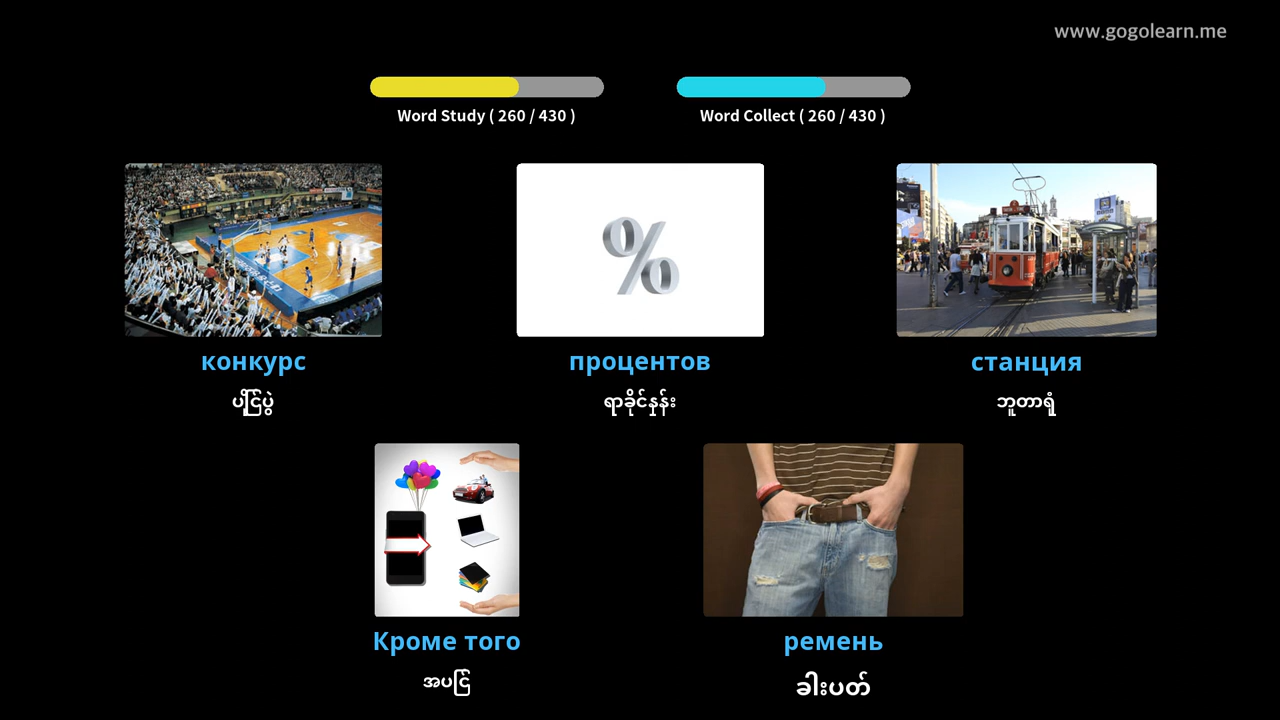 www.gogolearn.me
Word Study ( 260 / 430 )
Word Collect ( 260 / 430 )
конкурс
ပြိုင်ပွဲ
процентов
ရာခိုင်နှုန်း
станция
ဘူတာရုံ
Кроме того
အပြင်
ремень
ခါးပတ်